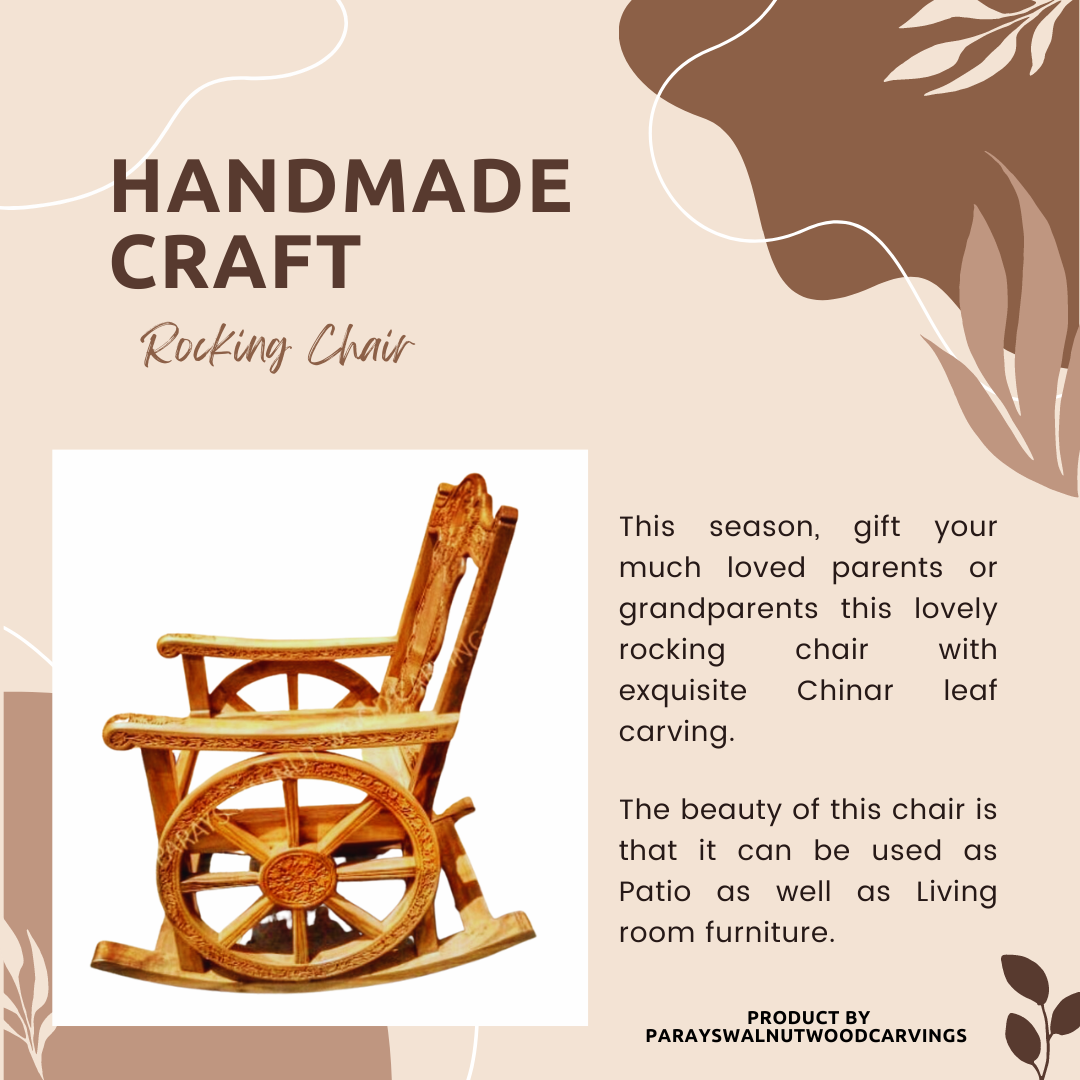 HANDMADE
CRAFT
Rocking Chair
This season, gift your
much loved parents or
grandparents this lovely
rocking chair with
exquisite Chinar leaf
carving.
The beauty of this chair is
that it can be used as
Patio as well as Living
room furniture.
PRODUCT BY
PARAYSWALNUTWOODCARVINGS